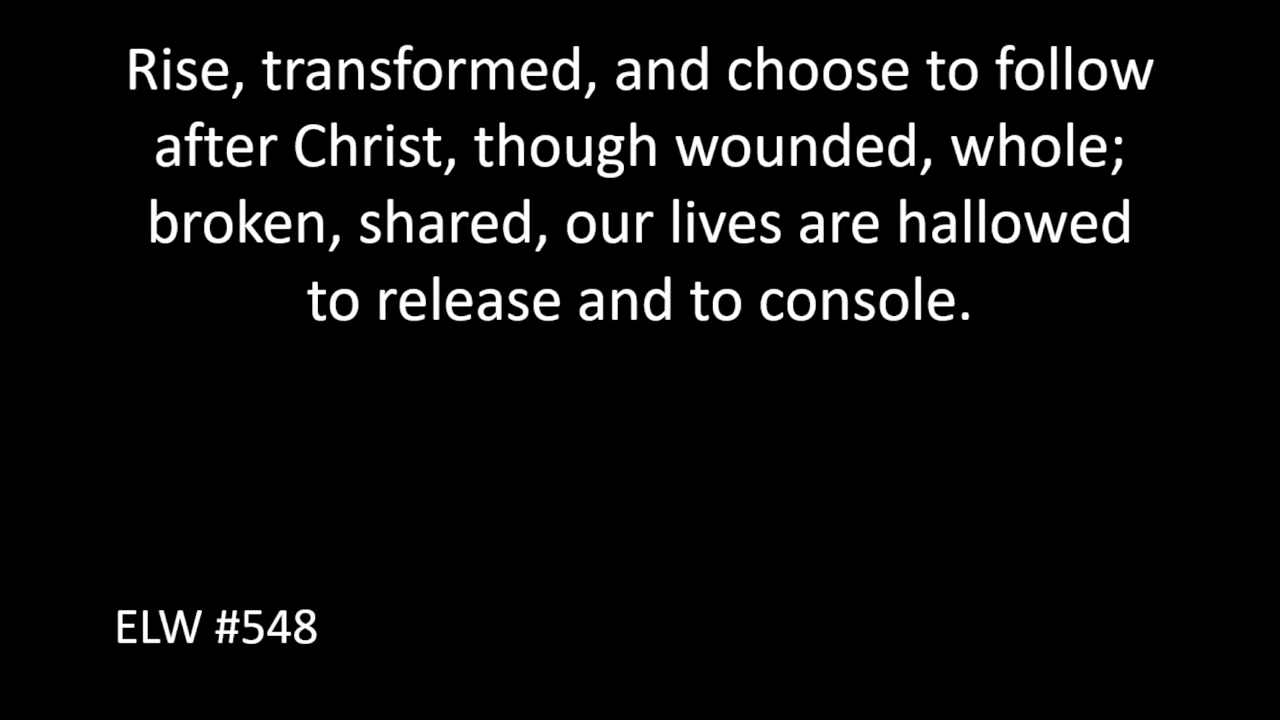 Rise, transformed, and choose to follow
after Christ, though wounded, whole;
broken, shared, our lives are hallowed
to release and to console.
ELW #548